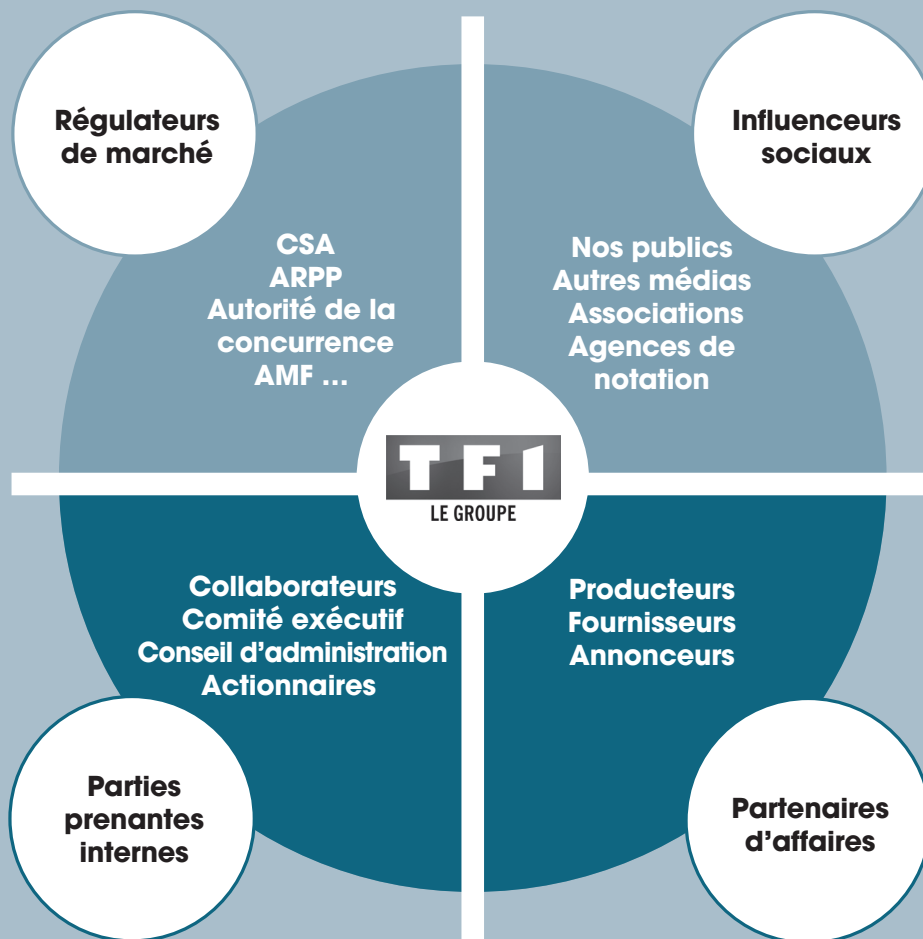 Régulateurs
de marché
Influenceurs
sociaux
CSA
ARPP
Autorité de la
concurrence
AMF ...
Nos publics
Autres médias
Associations
Agences de
notation
TF1
LE GROUPE
Collaborateurs
Comité exécutif
Conseil d’administration
Actionnaires
Producteurs
Fournisseurs
Annonceurs
Parties
prenantes
internes
Partenaires
d’affaires